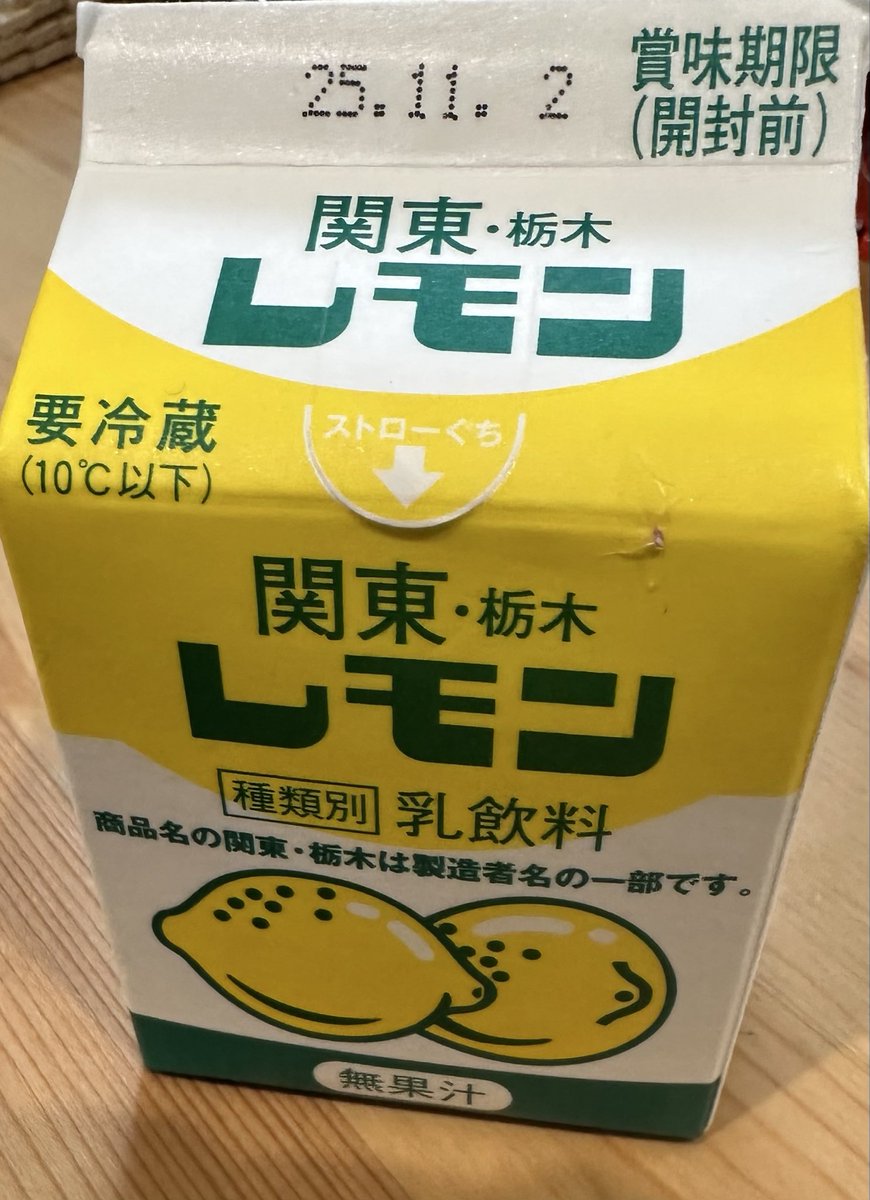 25.11. 2
賞味期限
(開封前)
関東・栃木
レモン
要冷蔵
(10℃以下)
ストローぐち
関東・栃木
レモン
種類別 乳飲料
商品名の関東・栃木は製造者名の一部です。
無果汁